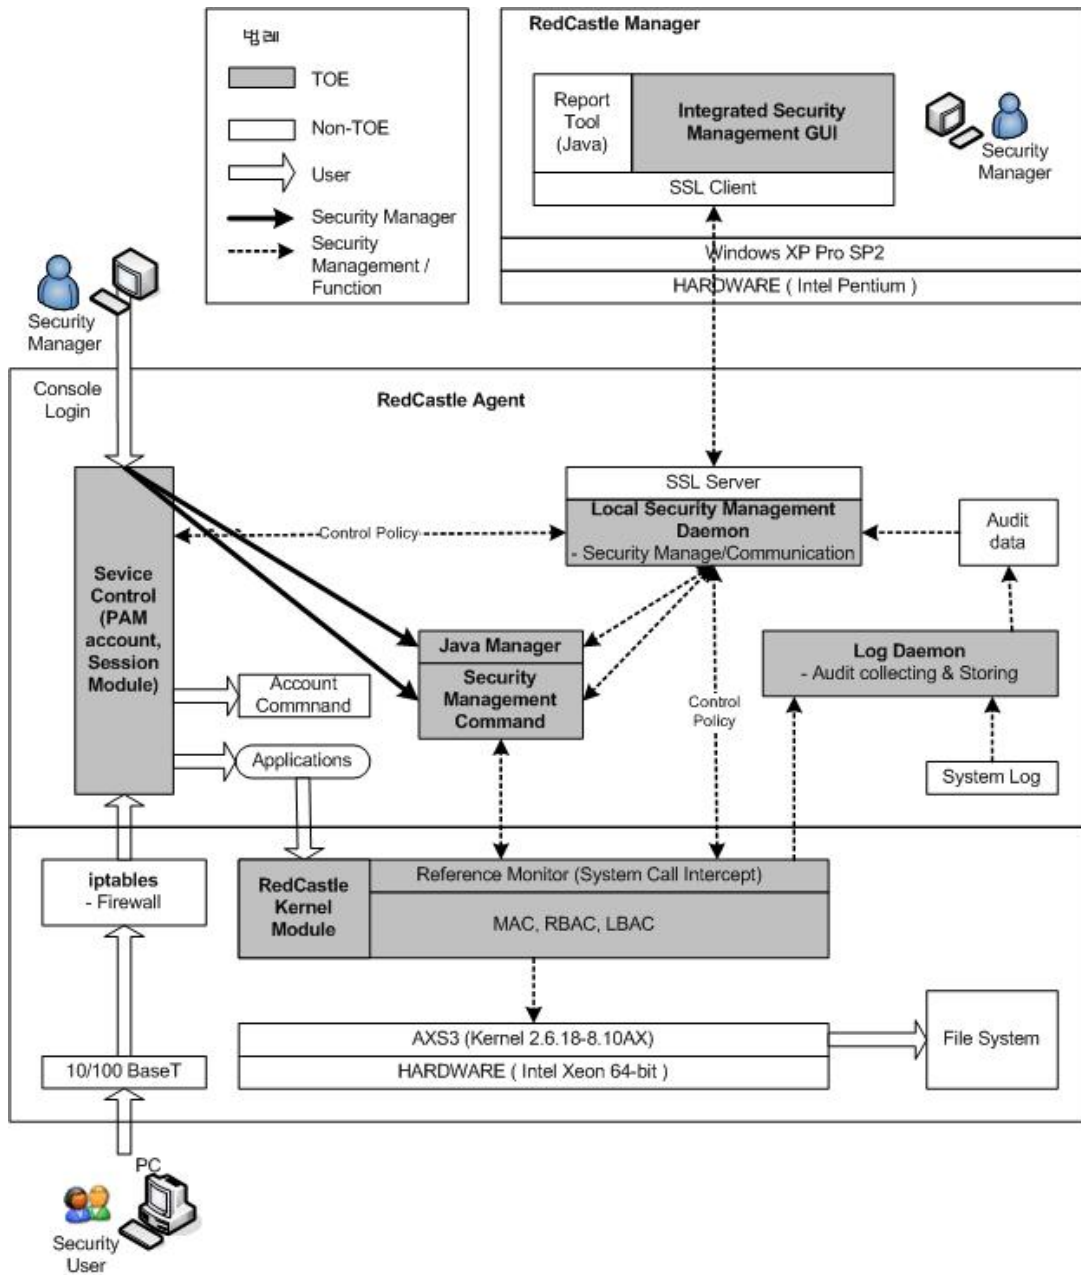 범례
TOE
Non-TOE
User
Security Manager
Security
Management /
Function
RedCastle Manager
Report
Tool
(Java)
Integrated Security
Management GUI
SSL Client
Security
Manager
Windows XP Pro SP2
HARDWARE ( Intel Pentium )
Security
Manager
Console
Login
RedCastle Agent
Sevice
Control
(PAM
account,
Session
Module)
Control Policy
SSL Server
Local Security Management
Daemon
- Security Manage/Communication
Audit
data
Java Manager
Security
Management
Command
Log Daemon
- Audit collecting & Storing
Account
Commnand
Control
Policy
Applications
System Log
iptables
- Firewall
RedCastle
Kernel
Module
Reference Monitor (System Call Intercept)
MAC, RBAC, LBAC
AXS3 (Kernel 2.6.18-8.10AX)
HARDWARE ( Intel Xeon 64-bit )
File System
10/100 BaseT
PC
Security
User